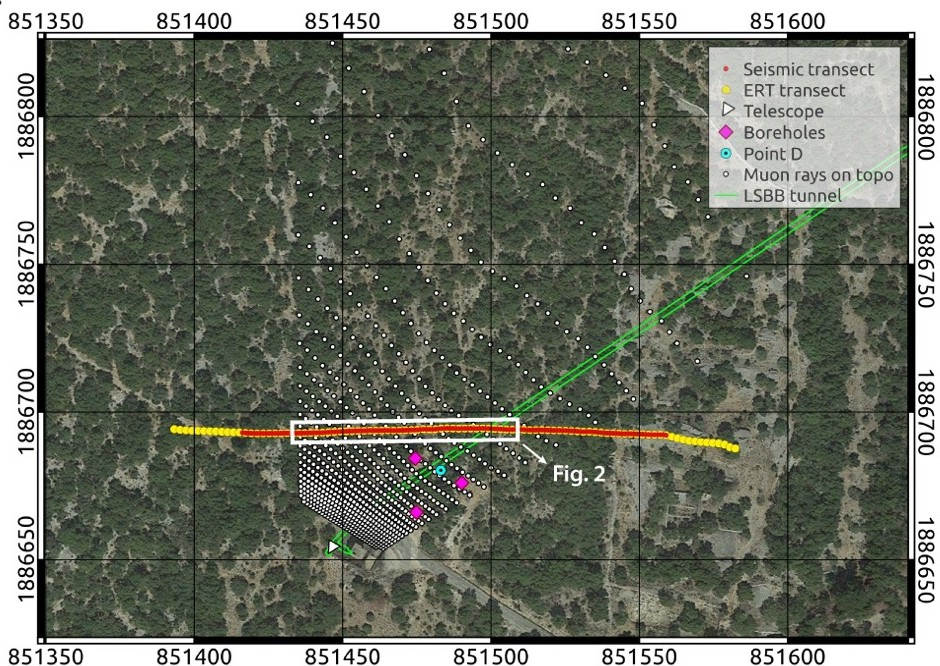 851350 851400 851450 851500 851550 851600
1886800
1886750
1886700
1886650
Seismic transect
ERT transect
Telescope
Boreholes
Point D
Muon rays on topo
LSBB tunnel
1886800
1886750
1886700
1886650
Fig. 2
851350 851400 851450 851500 851550 851600